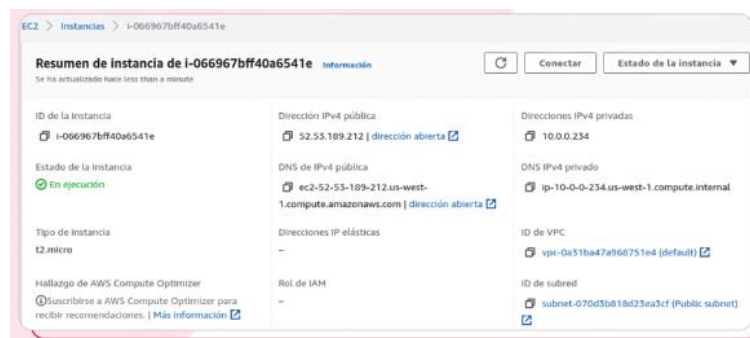 EC2 > Instancias > i-066967bff40a6541e
Resumen de instancia de i-066967bff40a6541e Información
Se ha actualizado hace less than a minute
Conectar
Estado de la instancia
ID de la instancia
i-066967bff40a6541e
Dirección IPv4 pública
52.53.189.212 | dirección abierta
Direcciones IPv4 privadas
10.0.0.234
Estado de la instancia
En ejecución
DNS de IPv4 pública
ec2-52-53-189-212.us-west-
1.compute.amazonaws.com | dirección abierta
DNS IPv4 privado
ip-10-0-0-234.us-west-1.compute.internal
Tipo de instancia
t2.micro
Direcciones IP elásticas
–
ID de VPC
vpc-0a31ba47a968751e4 (default)
Hallazgo de AWS Compute Optimizer
Suscribirse a AWS Compute Optimizer para
recibir recomendaciones. | Más información
Rol de IAM
–
ID de subred
subnet-070d3b818d23ea3cf (Public subnet)